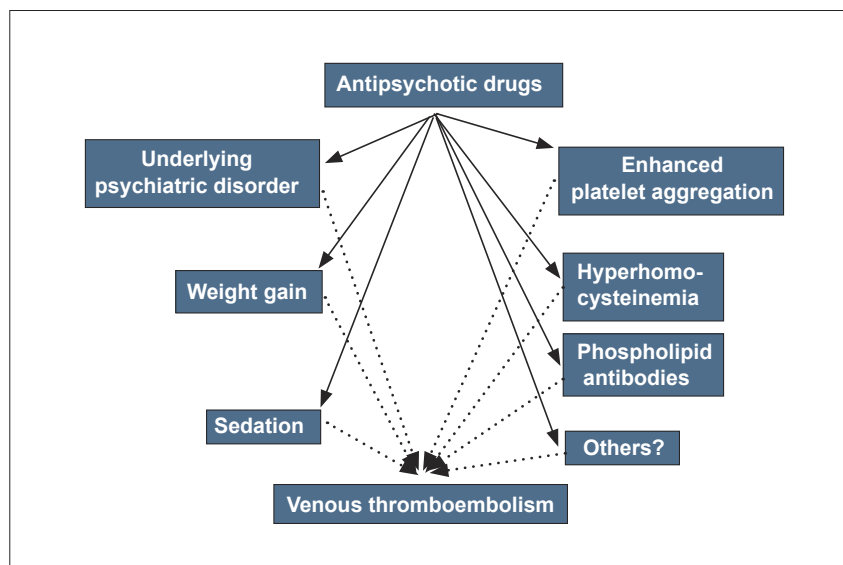 Antipsychotic drugs
Underlying
psychiatric disorder
Enhanced
platelet aggregation
Weight gain
Hyperhomo-
cysteinemia
Phospholipid
antibodies
Sedation
Others?
Venous thromboembolism